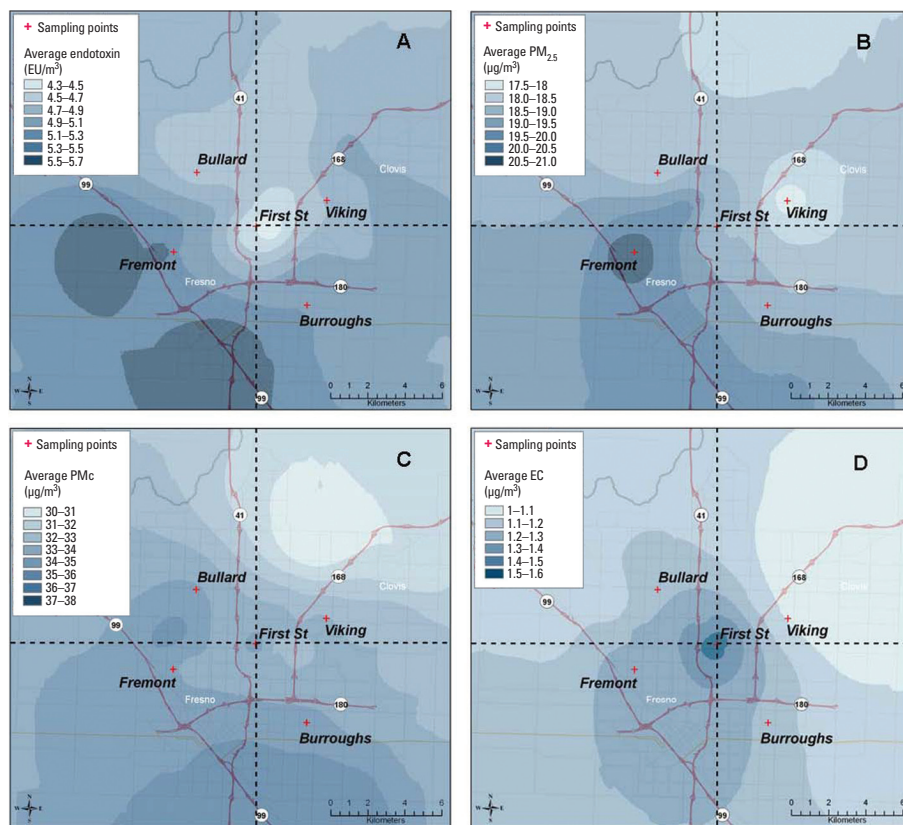 + Sampling points
Average endotoxin
(EU/m³)
4.3–4.5
4.5–4.7
4.7–4.9
4.9–5.1
5.1–5.3
5.3–5.5
5.5–5.7
A
41
168
Clovis
Bullard
99
First St
Viking
Fremont
Fresno
180
Burroughs
N
W E
S
99
0 1 2 4 6
Kilometers
+ Sampling points
Average PM2.5
(µg/m³)
17.5–18
18.0–18.5
18.5–19.0
19.0–19.5
19.5–20.0
20.0–20.5
20.5–21.0
B
41
168
Clovis
Bullard
99
First St
Viking
Fremont
Fresno
180
Burroughs
N
W E
S
99
0 1 2 4 6
Kilometers
+ Sampling points
Average PMc
(µg/m³)
30–31
31–32
32–33
33–34
34–35
35–36
36–37
37–38
C
41
168
Clovis
Bullard
99
First St
Viking
Fremont
Fresno
180
Burroughs
N
W E
S
99
0 1 2 4 6
Kilometers
+ Sampling points
Average EC
(µg/m³)
1–1.1
1.1–1.2
1.2–1.3
1.3–1.4
1.4–1.5
1.5–1.6
D
41
168
Clovis
Bullard
99
First St
Viking
Fremont
Fresno
180
Burroughs
N
W E
S
99
0 1 2 4 6
Kilometers